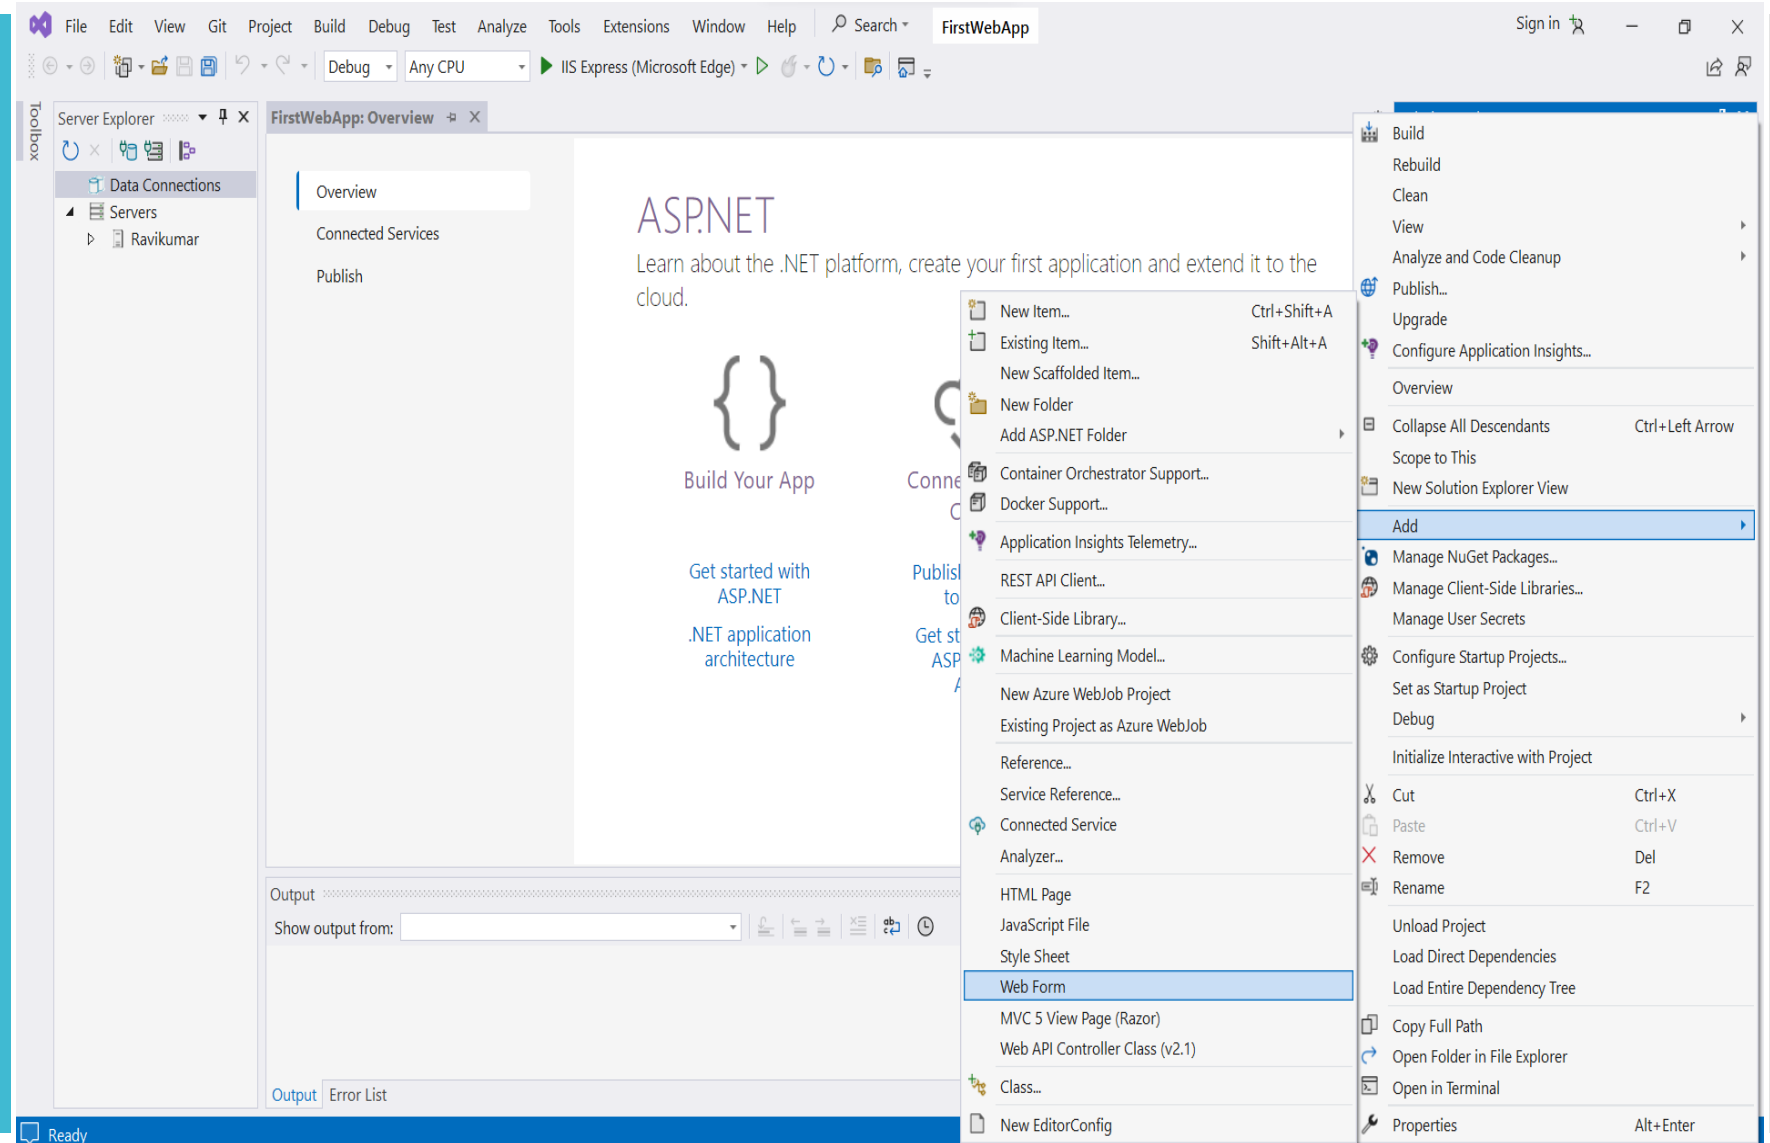 File Edit View Git Project Build Debug Test Analyze Tools Extensions Window Help Search FirstWebApp Sign in
Debug Any CPU IIS Express (Microsoft Edge)
Toolbox
Server Explorer
Data Connections
Servers
Ravikumar
FirstWebApp: Overview
Overview
Connected Services
Publish
ASP.NET
Learn about the .NET platform, create your first application and extend it to the
cloud.
Build Your App
Get started with
ASP.NET
.NET application
architecture
Conne
C
Publis
to
Get st
ASP
A
Output
Show output from:
Output Error List
Ready
New Item... Ctrl+Shift+A
Existing Item... Shift+Alt+A
New Scaffolded Item...
New Folder
Add ASP.NET Folder
Container Orchestrator Support...
Docker Support...
Application Insights Telemetry...
REST API Client...
Client-Side Library...
Machine Learning Model...
New Azure WebJob Project
Existing Project as Azure WebJob
Reference...
Service Reference...
Connected Service
Analyzer...
HTML Page
JavaScript File
Style Sheet
Web Form
MVC 5 View Page (Razor)
Web API Controller Class (v2.1)
Class...
New EditorConfig
Build
Rebuild
Clean
View
Analyze and Code Cleanup
Publish...
Upgrade
Configure Application Insights...
Overview
Collapse All Descendants Ctrl+Left Arrow
Scope to This
New Solution Explorer View
Add
Manage NuGet Packages...
Manage Client-Side Libraries...
Manage User Secrets
Configure Startup Projects...
Set as Startup Project
Debug
Initialize Interactive with Project
Cut Ctrl+X
Paste Ctrl+V
Remove Del
Rename F2
Unload Project
Load Direct Dependencies
Load Entire Dependency Tree
Copy Full Path
Open Folder in File Explorer
Open in Terminal
Properties Alt+Enter